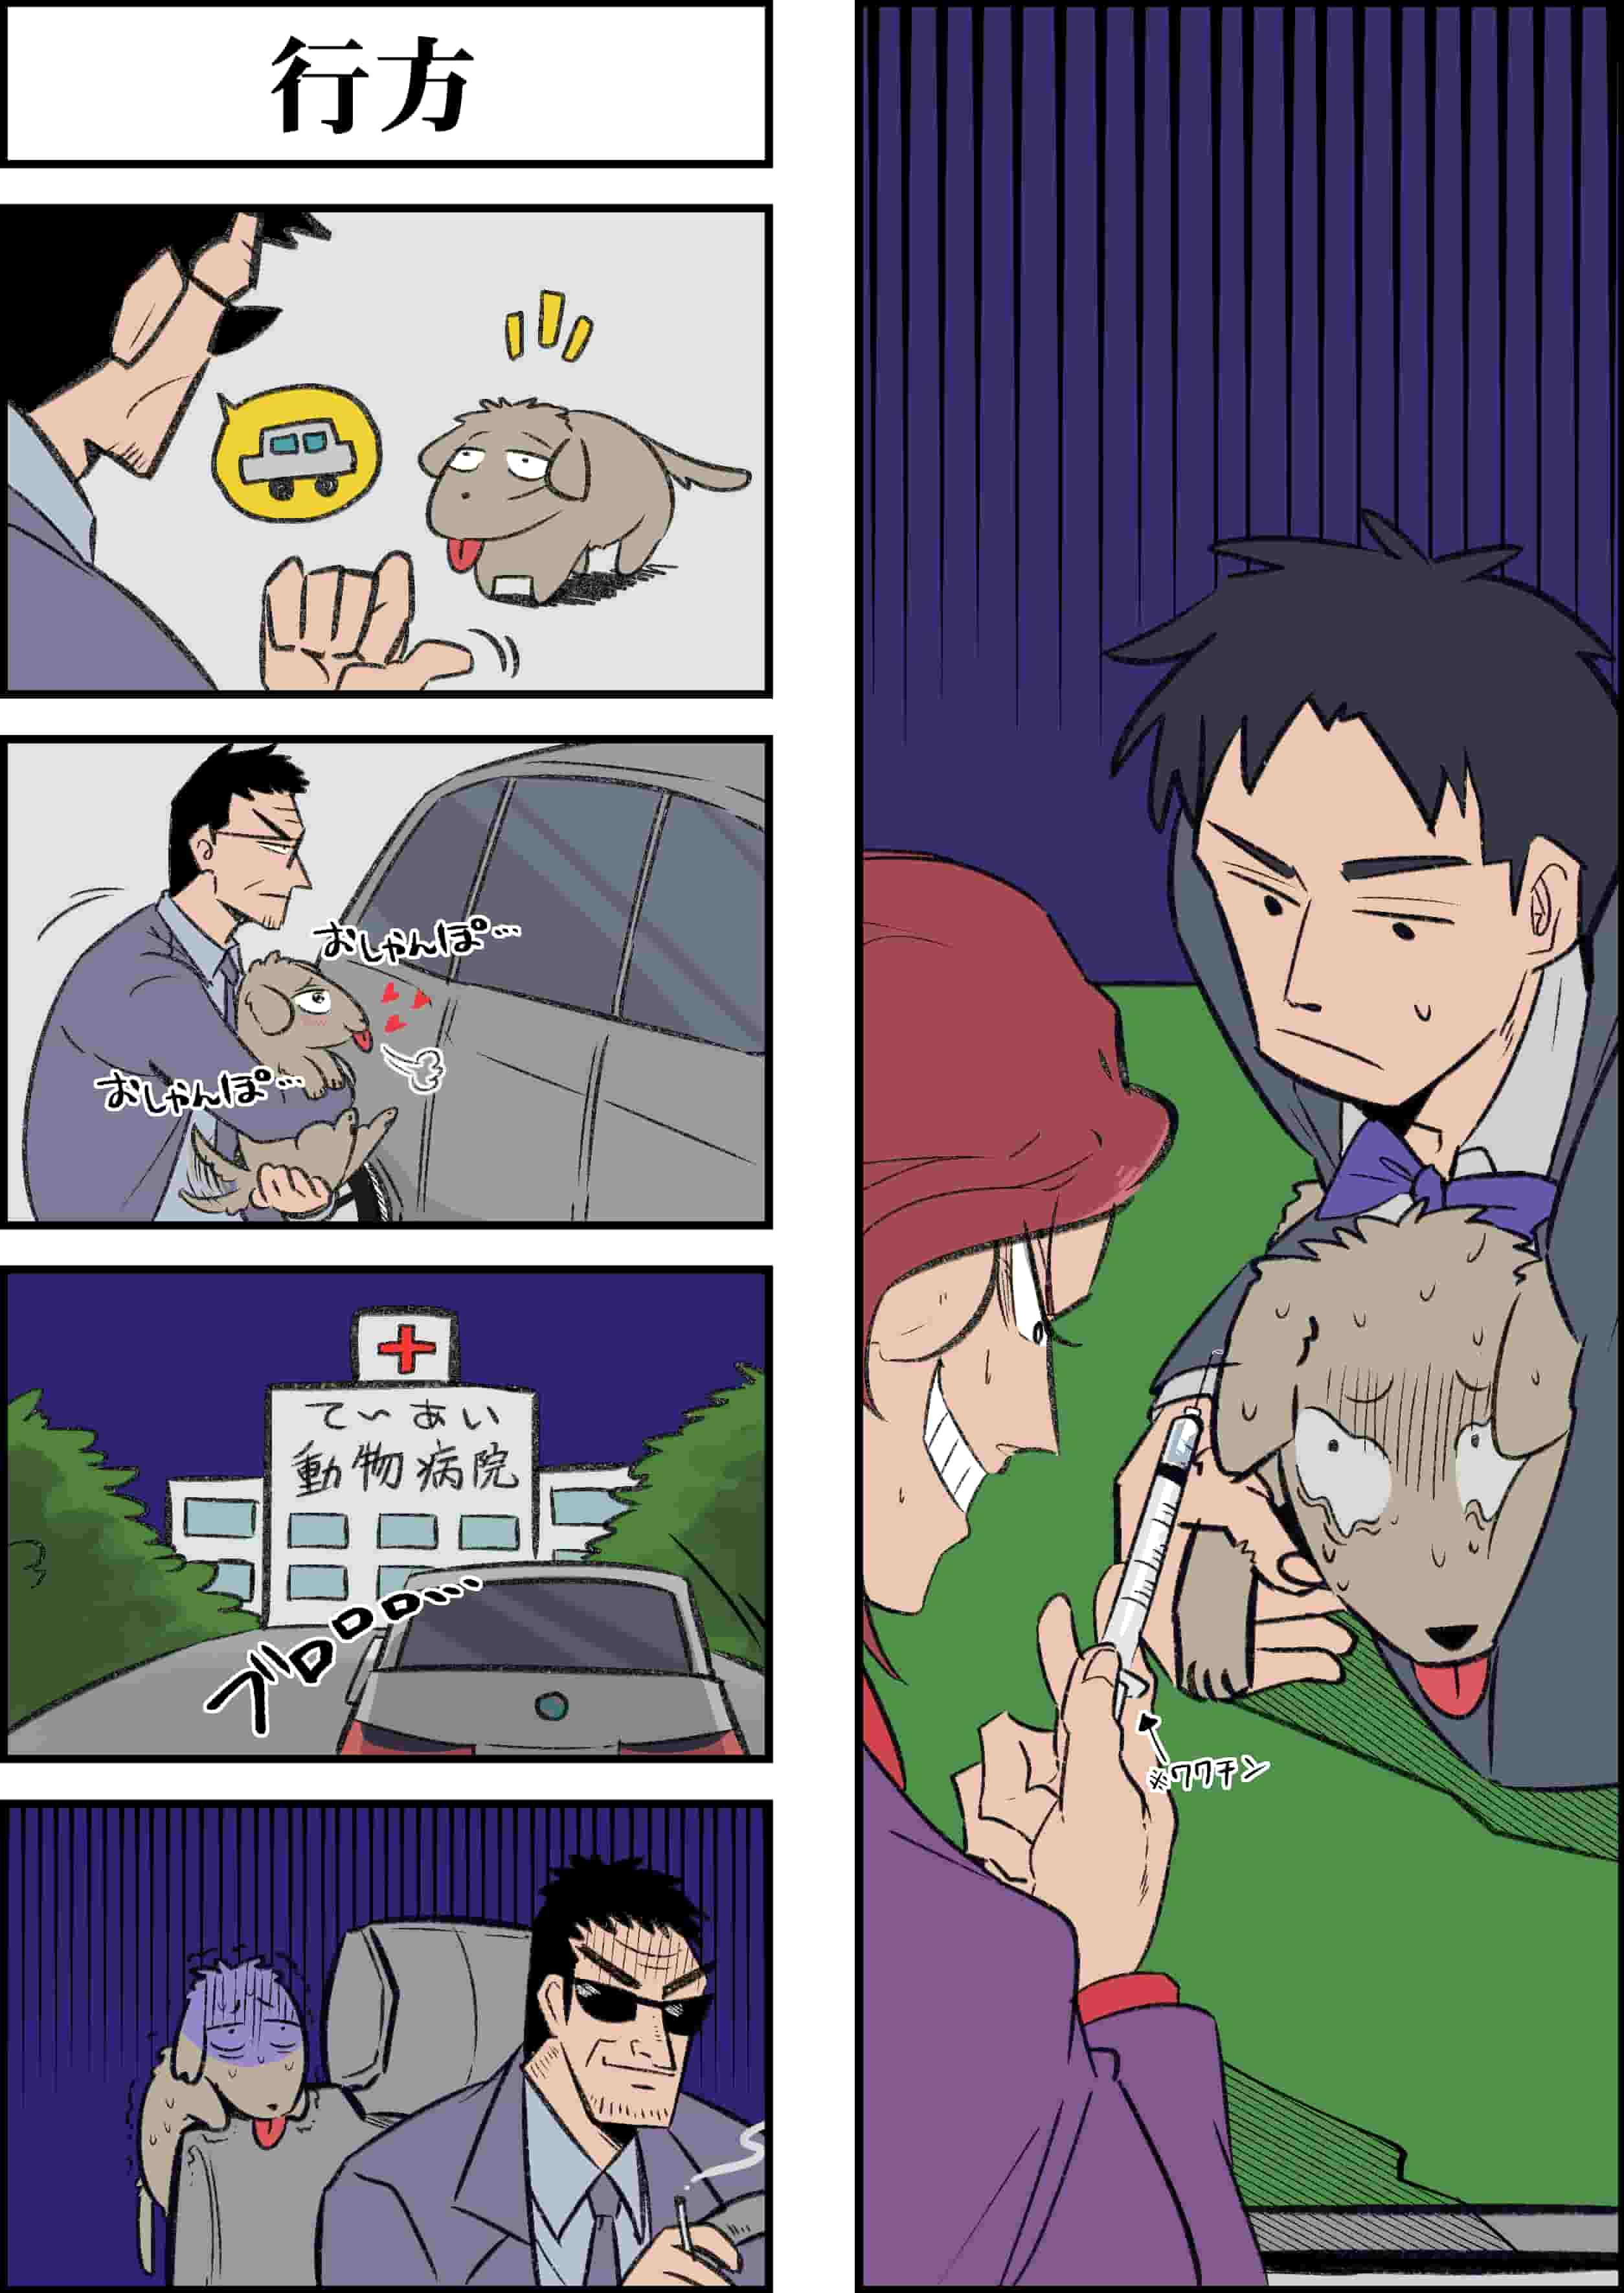 ※ワクチン
行方
おしゃんぽ…
おしゃんぽ…
て〜あい
動物病院
ブロロロ…